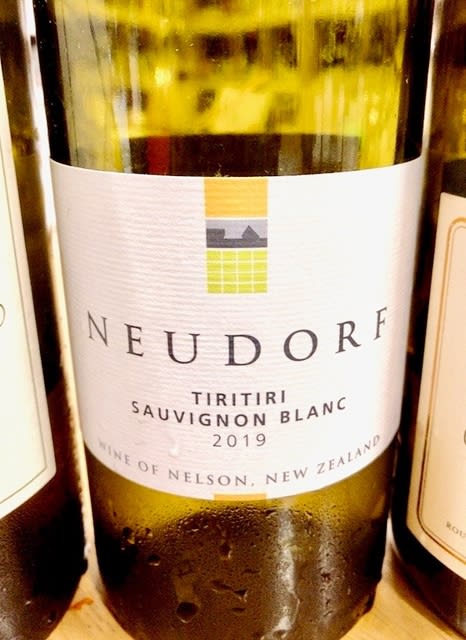 NEUDORF
TIRITIRI
SAUVIGNON BLANC
2019
WINE OF NELSON, NEW ZEALAND